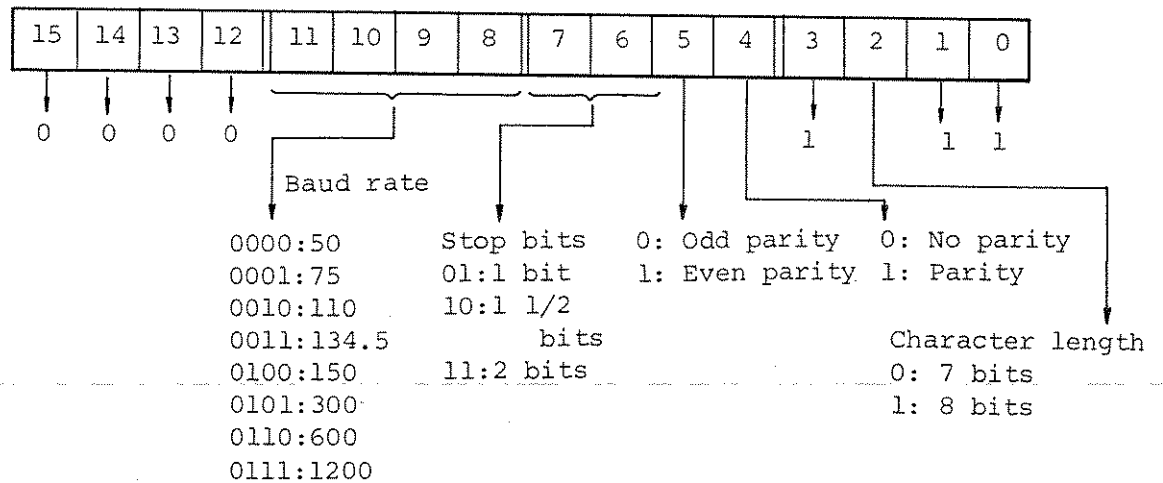 15 14 13 12 11 10 9 8 7 6 5 4 3 2 1 0
0 0 0 0 1 1 1
Baud rate
0000:50 Stop bits 0: Odd parity 0: No parity
0001:75 01:1 bit 1: Even parity 1: Parity
0010:110 10:1 1/2
0011:134.5 bits Character length
0100:150 11:2 bits 0: 7 bits
0101:300 1: 8 bits
0110:600
0111:1200